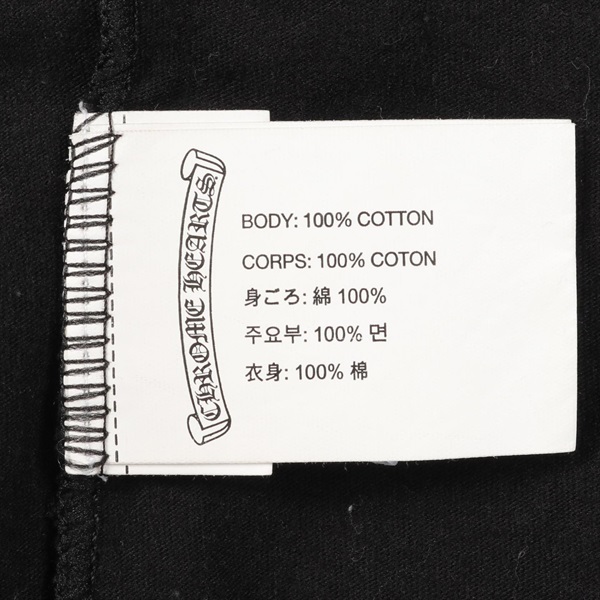 CHROME HEARTS
BODY: 100% COTTON
CORPS: 100% COTON
身ごろ: 綿 100%
주요부: 100% 면
衣身: 100% 棉